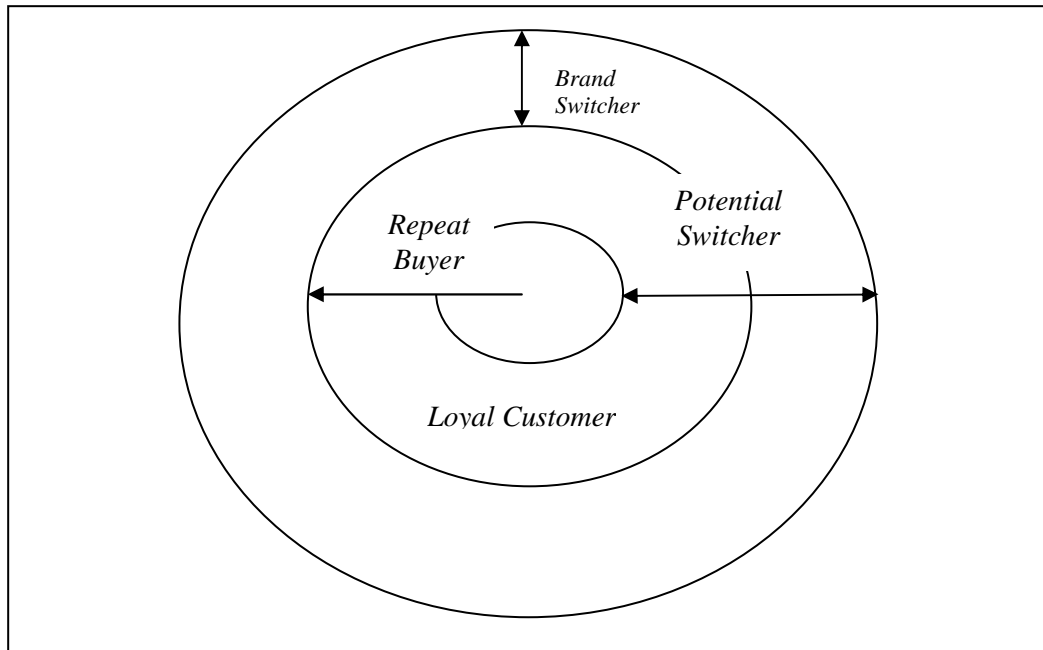 Brand
Switcher
Potential
Switcher
Repeat
Buyer
Loyal Customer